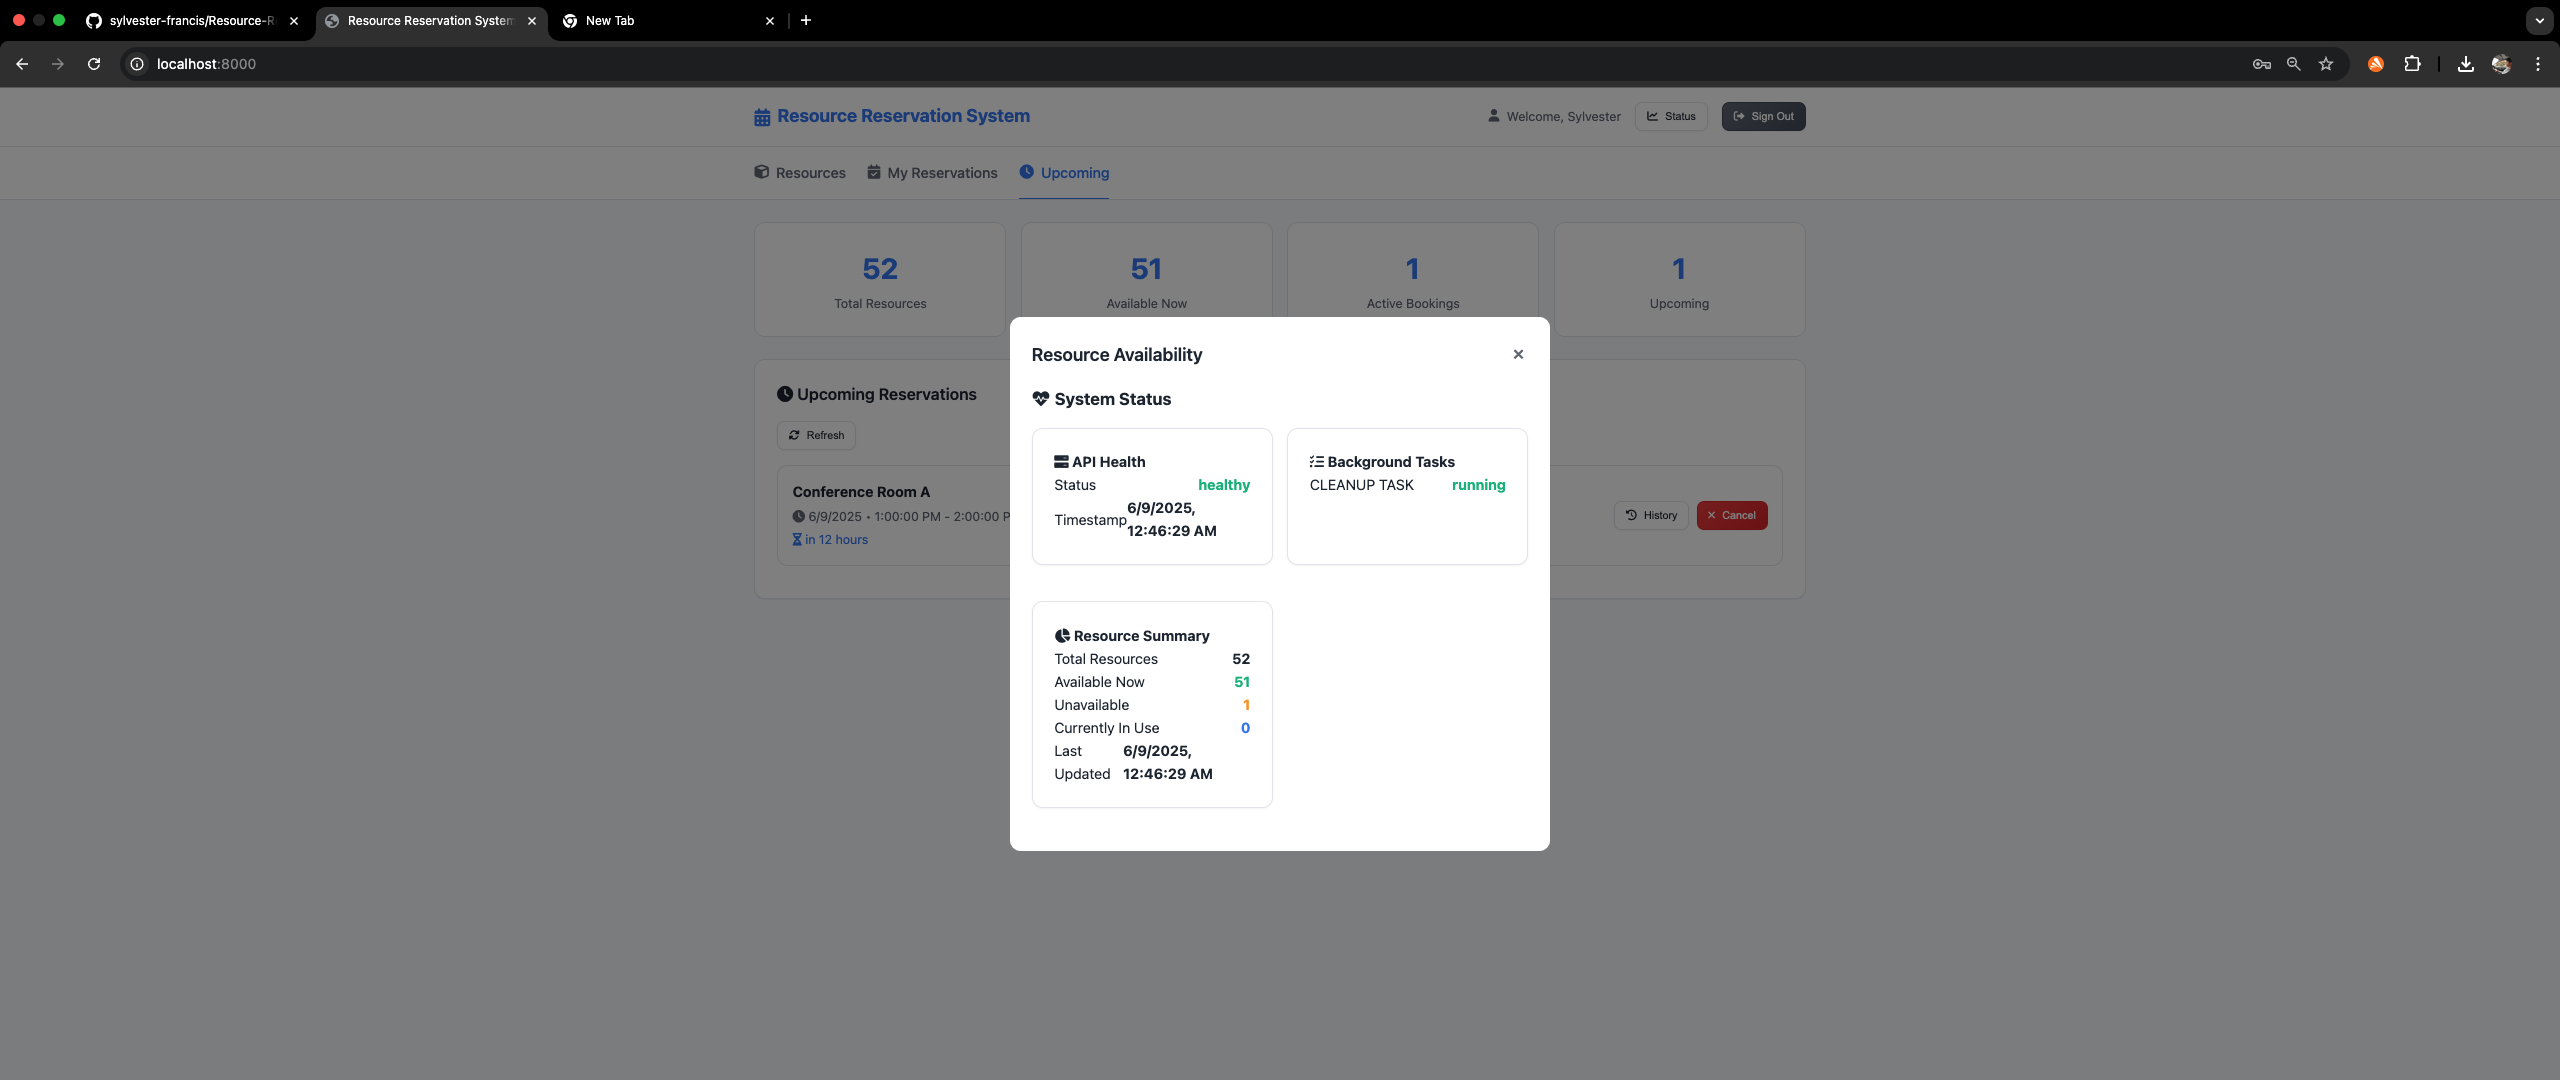 sylvester-francis/Resource-R
Resource Reservation System
New Tab
localhost:8000
Resource Reservation System
Welcome, Sylvester
Status
Sign Out
Resources
My Reservations
Upcoming
52
Total Resources
51
Available Now
1
Active Bookings
1
Upcoming
Upcoming Reservations
Refresh
Conference Room A
6/9/2025 • 1:00:00 PM - 2:00:00 P
in 12 hours
History
Cancel
Resource Availability
System Status
API Health
Status healthy
Timestamp 6/9/2025,
12:46:29 AM
Background Tasks
CLEANUP TASK running
Resource Summary
Total Resources 52
Available Now 51
Unavailable 1
Currently In Use 0
Last 6/9/2025,
Updated 12:46:29 AM